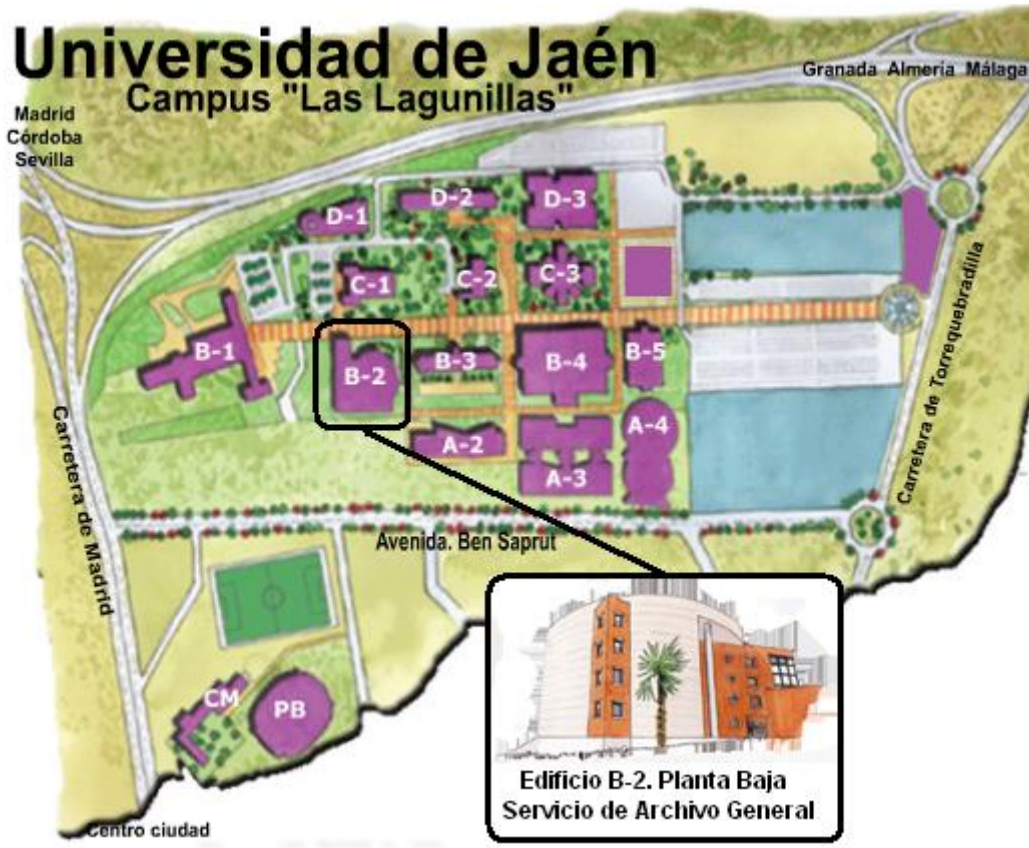 Universidad de Jaén
Campus "Las Lagunillas"
Granada Almería Málaga
Madrid
Córdoba
Sevilla
D-1
D-2
D-3
C-1
C-2
C-3
B-1
B-2
B-3
B-4
B-5
A-2
A-3
A-4
Carretera de Madrid
Carretera de Torrequebradilla
Avenida. Ben Saprut
CM
PB
Centro ciudad
Edificio B-2. Planta Baja
Servicio de Archivo General